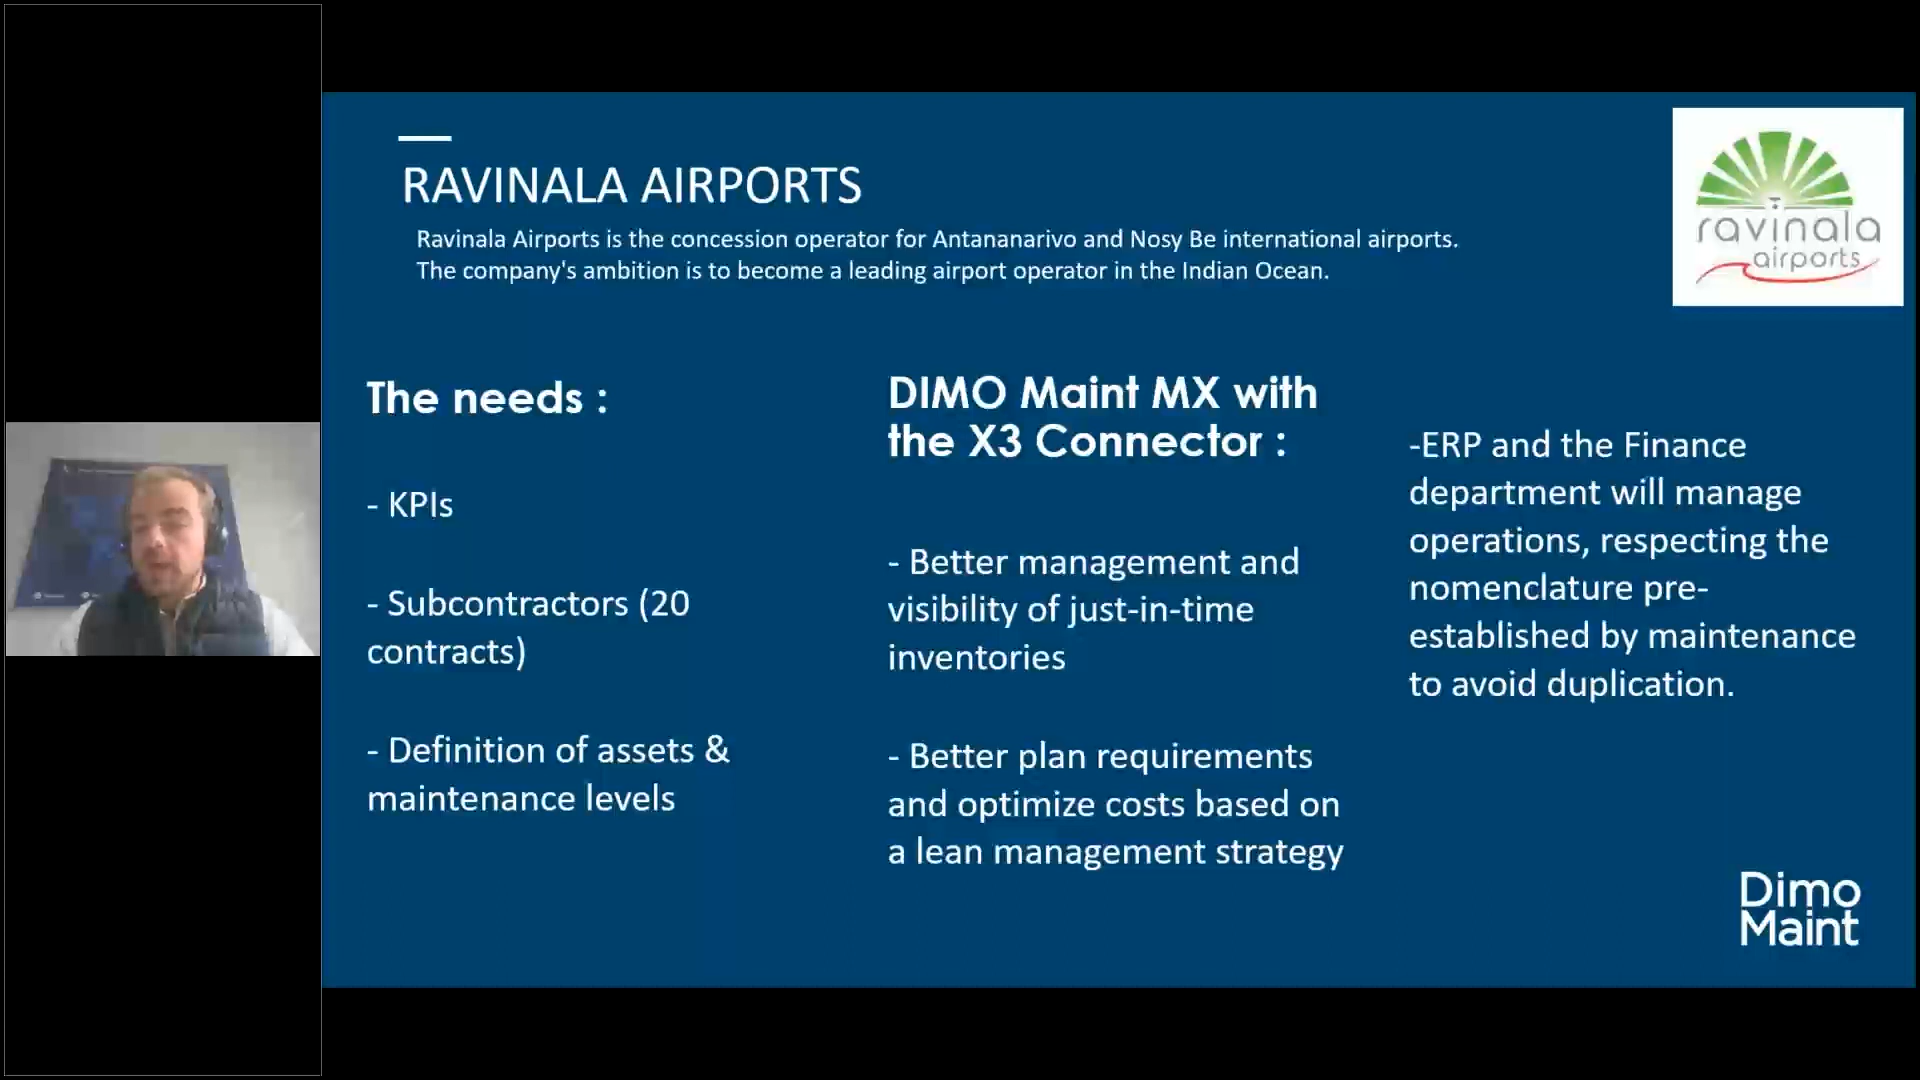 RAVINALA AIRPORTS
Ravinala Airports is the concession operator for Antananarivo and Nosy Be international airports.
The company's ambition is to become a leading airport operator in the Indian Ocean.
ravinala
airports
The needs :
- KPIs
- Subcontractors (20
contracts)
- Definition of assets &
maintenance levels
DIMO Maint MX with
the X3 Connector :
- Better management and
visibility of just-in-time
inventories
- Better plan requirements
and optimize costs based on
a lean management strategy
-ERP and the Finance
department will manage
operations, respecting the
nomenclature pre-
established by maintenance
to avoid duplication.
Dimo
Maint